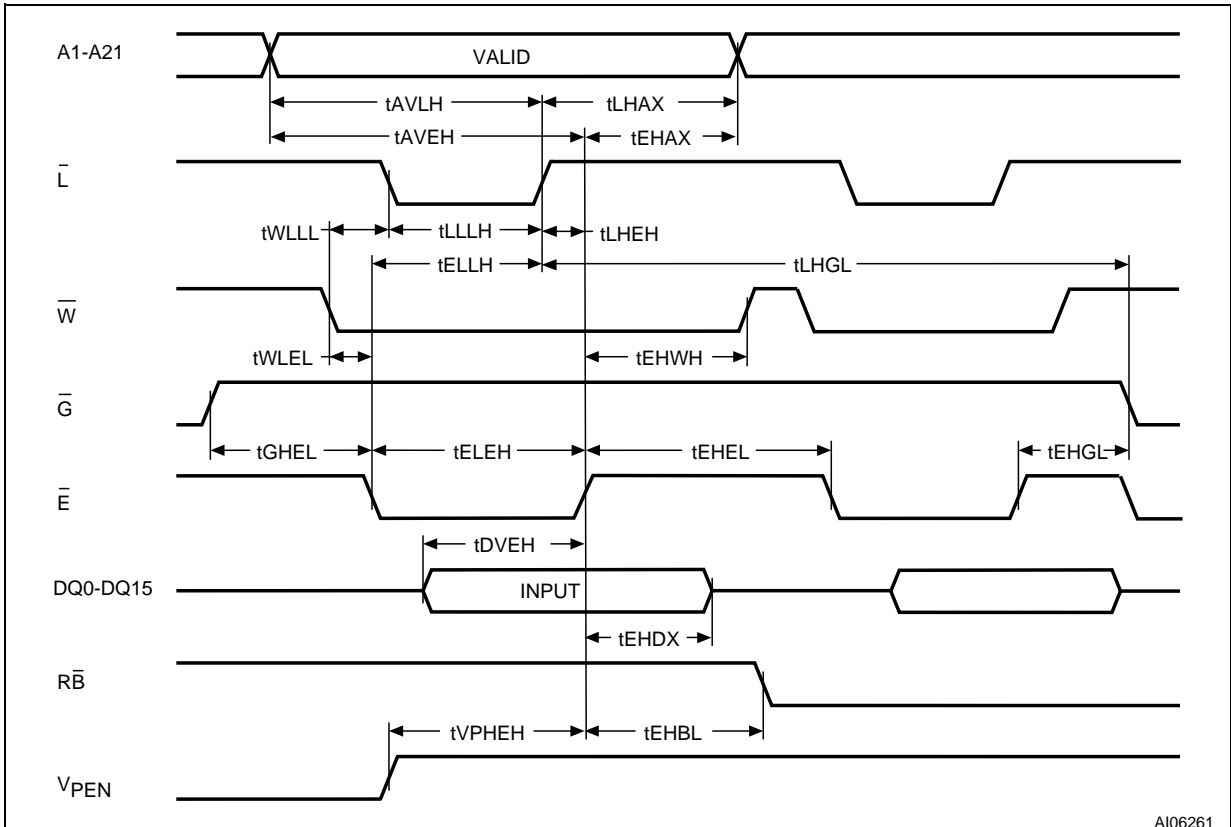 A1-A21
VALID
tAVLH
tLHAX
tAVEH
tEHAX
L̅
tWLLL
tLLLH
tLHEH
tELLH
tLHGL
W̅
tWLEL
tEHWH
G̅
tGHEL
tELEH
tEHEL
tEHGL
E̅
tDVEH
DQ0-DQ15
INPUT
tEHDX
RB̅
tVPHEH
tEHBL
VPEN
AI06261